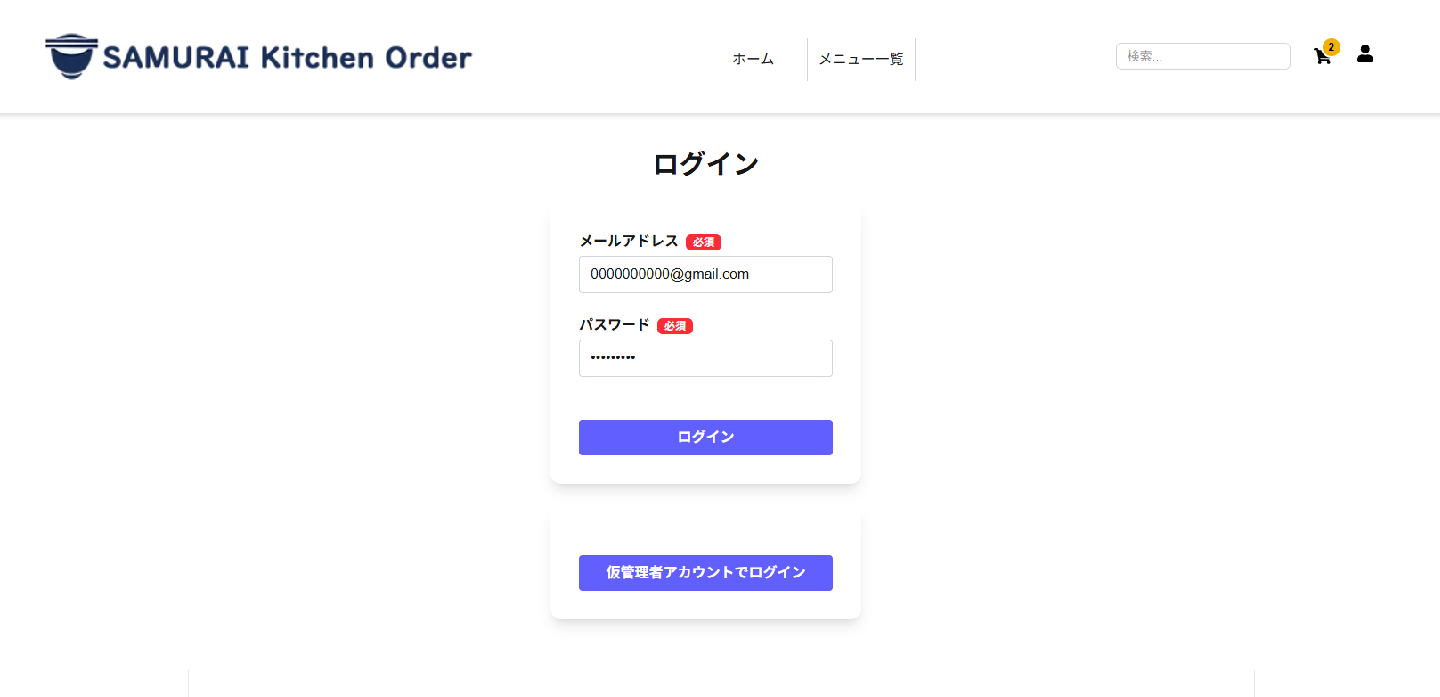 SAMURAI Kitchen Order
ホーム
メニュー一覧
検索...
2
ログイン
メールアドレス 必須
0000000000@gmail.com
パスワード 必須
•••••••••
ログイン
仮管理者アカウントでログイン